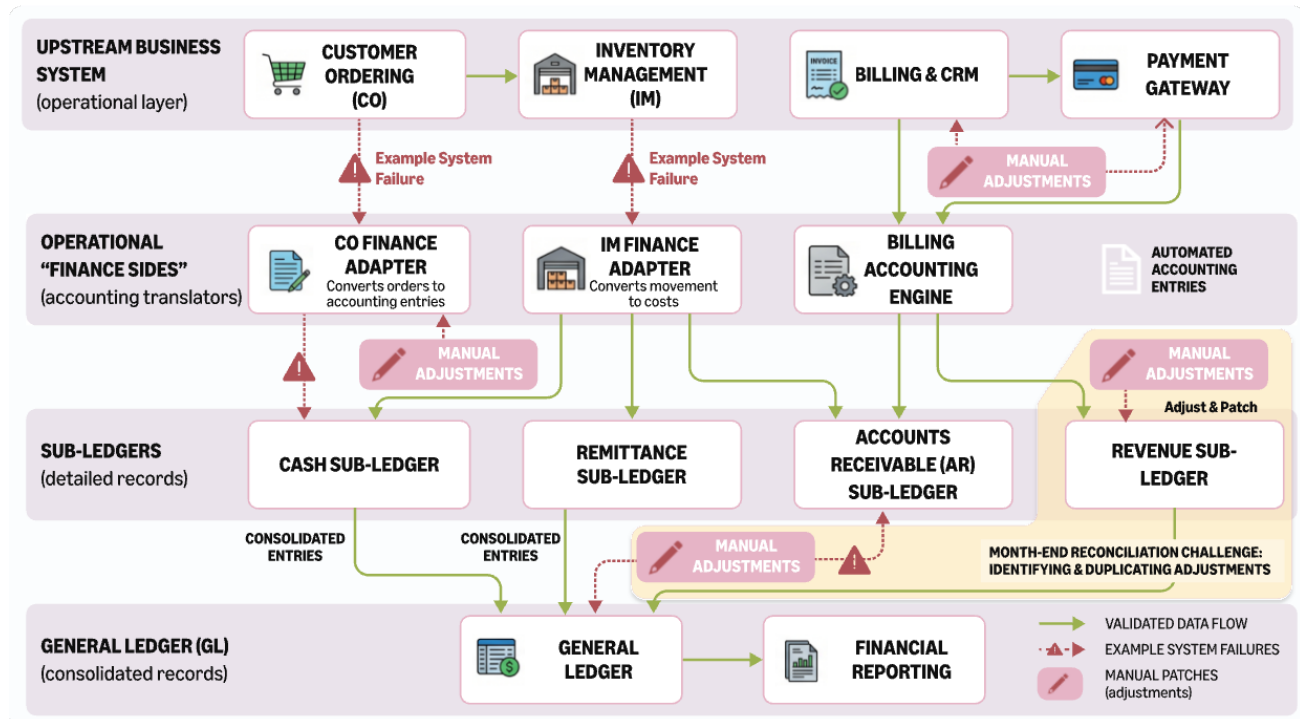 UPSTREAM BUSINESS
SYSTEM
(operational layer)
CUSTOMER
ORDERING
(CO)
INVENTORY
MANAGEMENT
(IM)
INVOICE
BILLING & CRM
PAYMENT
GATEWAY
Example System
Failure
Example System
Failure
MANUAL
ADJUSTMENTS
OPERATIONAL
“FINANCE SIDES”
(accounting translators)
CO FINANCE
ADAPTER
Converts orders to
accounting entries
IM FINANCE
ADAPTER
Converts movement
to costs
BILLING
ACCOUNTING
ENGINE
AUTOMATED
ACCOUNTING
ENTRIES
MANUAL
ADJUSTMENTS
MANUAL
ADJUSTMENTS
Adjust & Patch
SUB-LEDGERS
(detailed records)
CASH SUB-LEDGER
REMITTANCE
SUB-LEDGER
ACCOUNTS
RECEIVABLE (AR)
SUB-LEDGER
REVENUE SUB-
LEDGER
CONSOLIDATED
ENTRIES
CONSOLIDATED
ENTRIES
MANUAL
ADJUSTMENTS
MONTH-END RECONCILIATION CHALLENGE:
IDENTIFYING & DUPLICATING ADJUSTMENTS
GENERAL LEDGER (GL)
(consolidated records)
$
GENERAL
LEDGER
FINANCIAL
REPORTING
VALIDATED DATA FLOW
EXAMPLE SYSTEM FAILURES
MANUAL PATCHES
(adjustments)